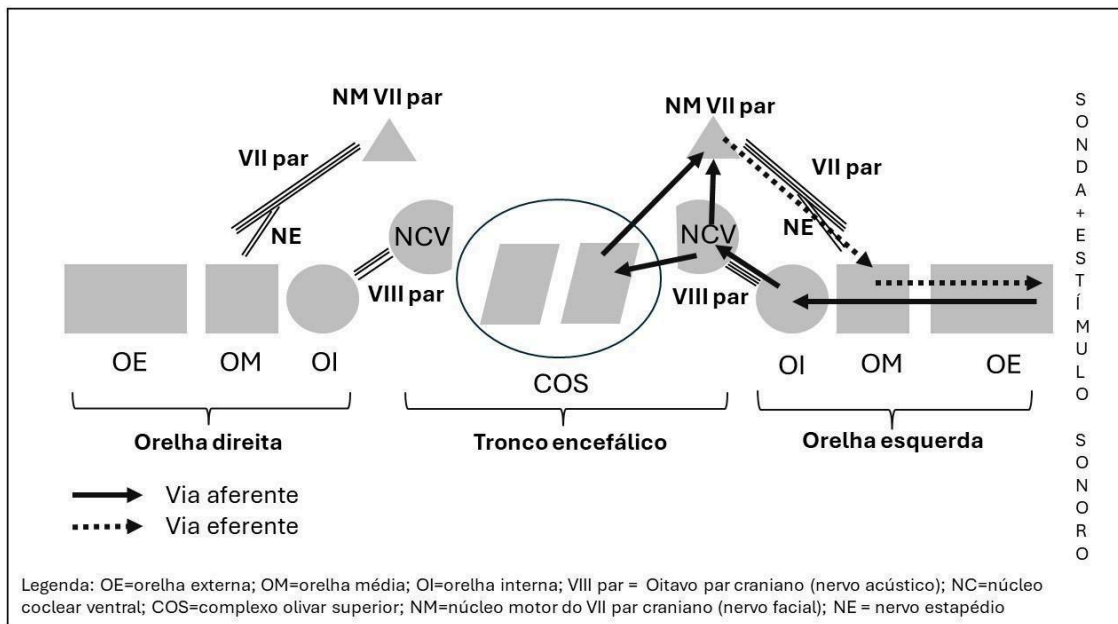 NM VII par
NM VII par
VII par
VII par
NE
NE
NCV
NCV
VIII par
VIII par
OE
OM
OI
COS
OI
OM
OE
Orelha direita
Tronco encefálico
Orelha esquerda
SONDA+ESTÍMULO SONORO
Via aferente
Via eferente
Legenda: OE=orelha externa; OM=orelha média; OI=orelha interna; VIII par = Oitavo par craniano (nervo acústico); NC=núcleo
coclear ventral; COS=complexo olivar superior; NM=núcleo motor do VII par craniano (nervo facial); NE = nervo estapédio